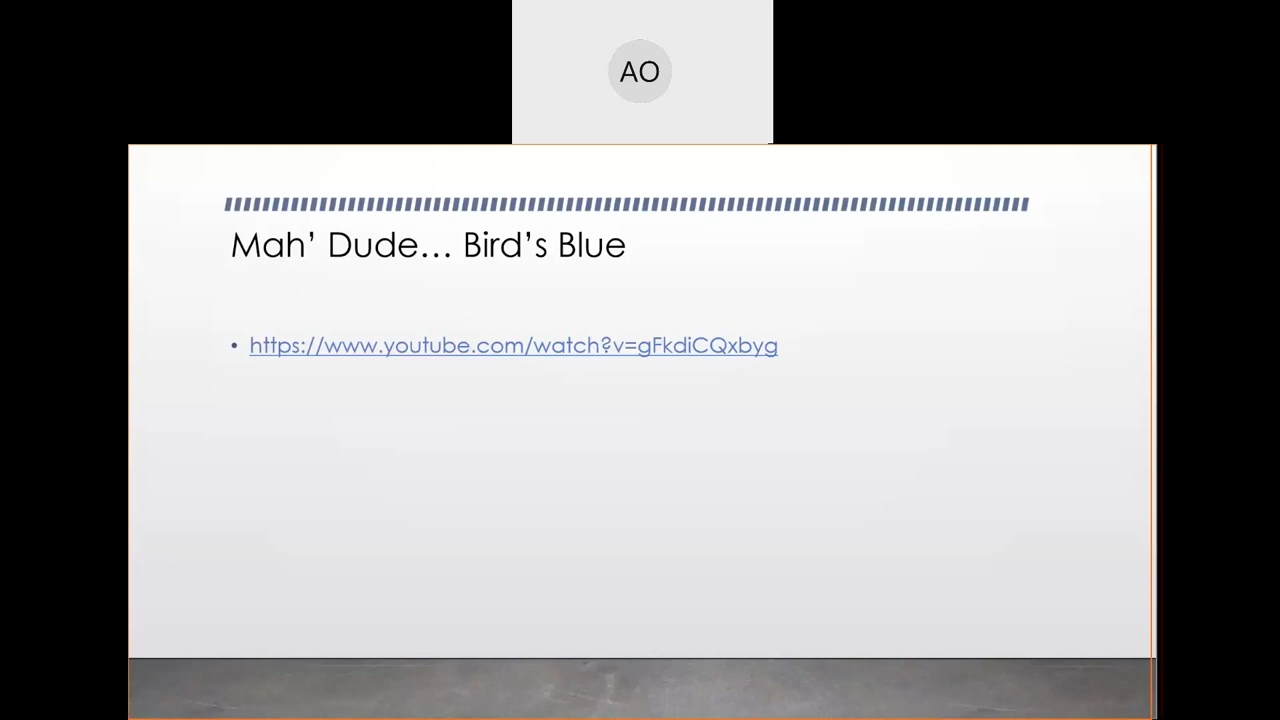 AO
Mah’ Dude… Bird’s Blue
• https://www.youtube.com/watch?v=gFkdiCQxbyg